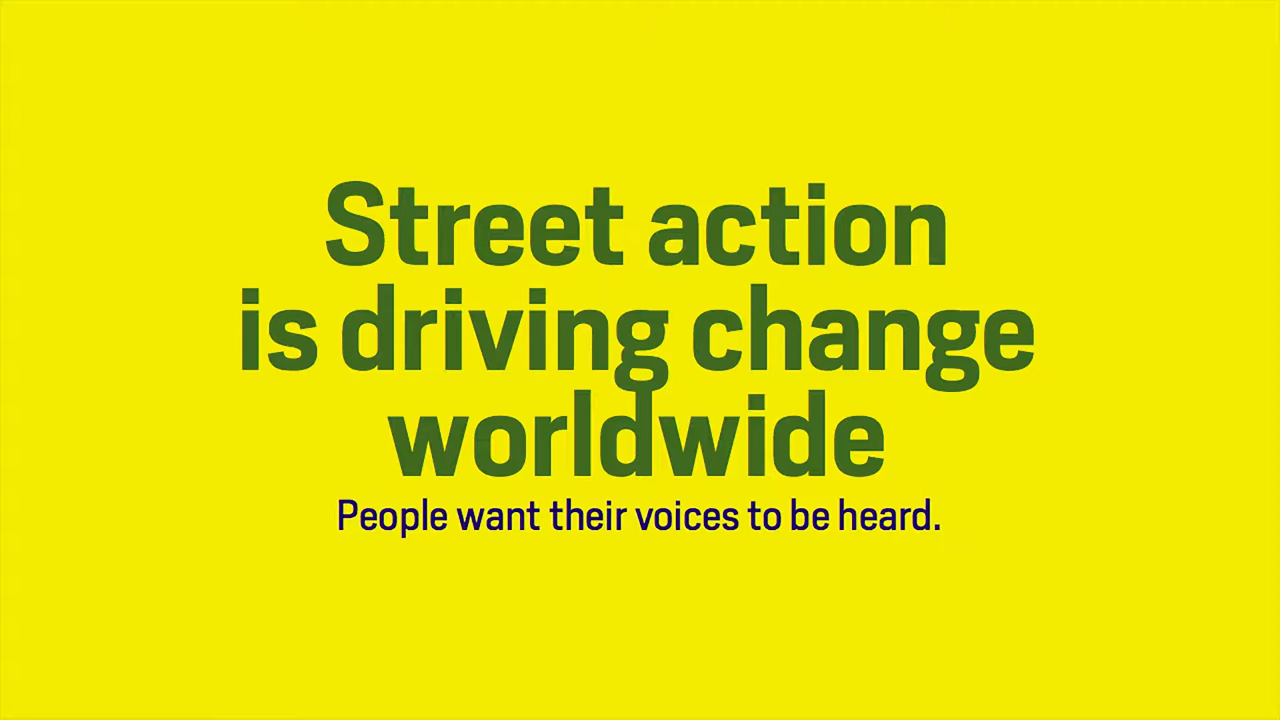 Street action
is driving change
worldwide
People want their voices to be heard.